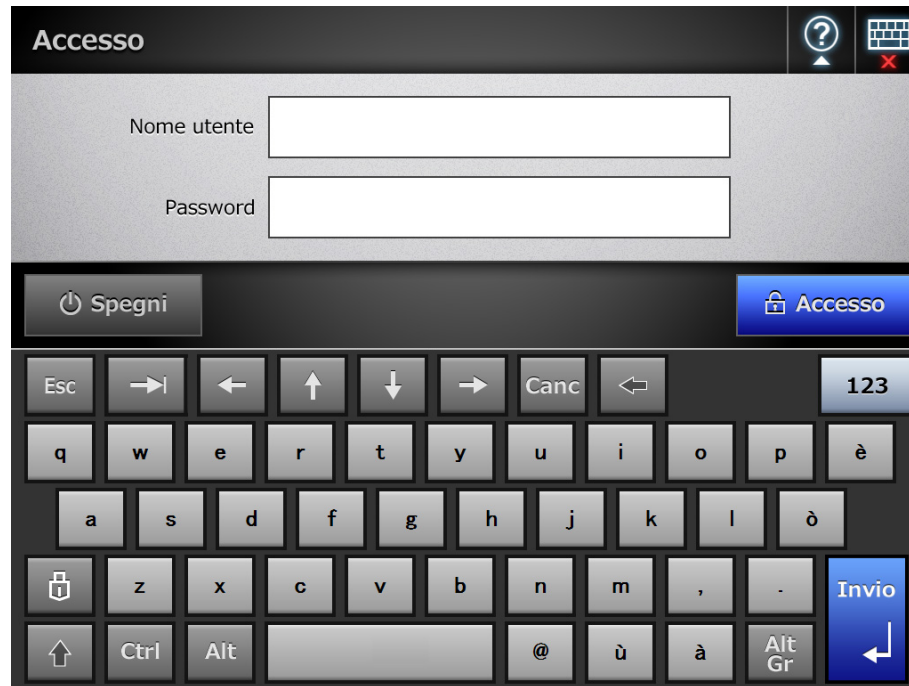 Accesso
Nome utente
Password
Spegni Accesso
Esc Canc 123
q w e r t y u i o p è
a s d f g h j k l ò
z x c v b n m , . Invio
Ctrl Alt @ ù à Alt Gr